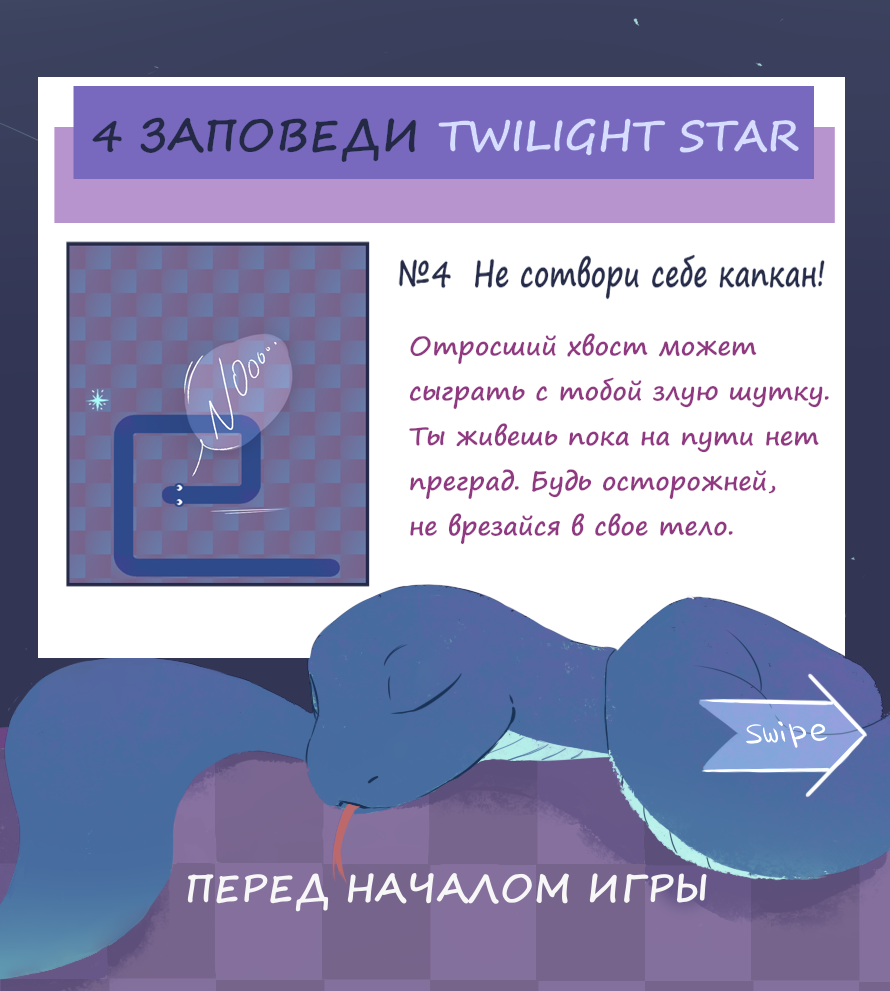 4 ЗАПОВЕДИ TWILIGHT STAR
№4 Не сотвори себе капкан!
Nooo...
Отросший хвост может
сыграть с тобой злую шутку.
Ты живешь пока на пути нет
преград. Будь осторожней,
не врезайся в свое тело.
swipe
ПЕРЕД НАЧАЛОМ ИГРЫ